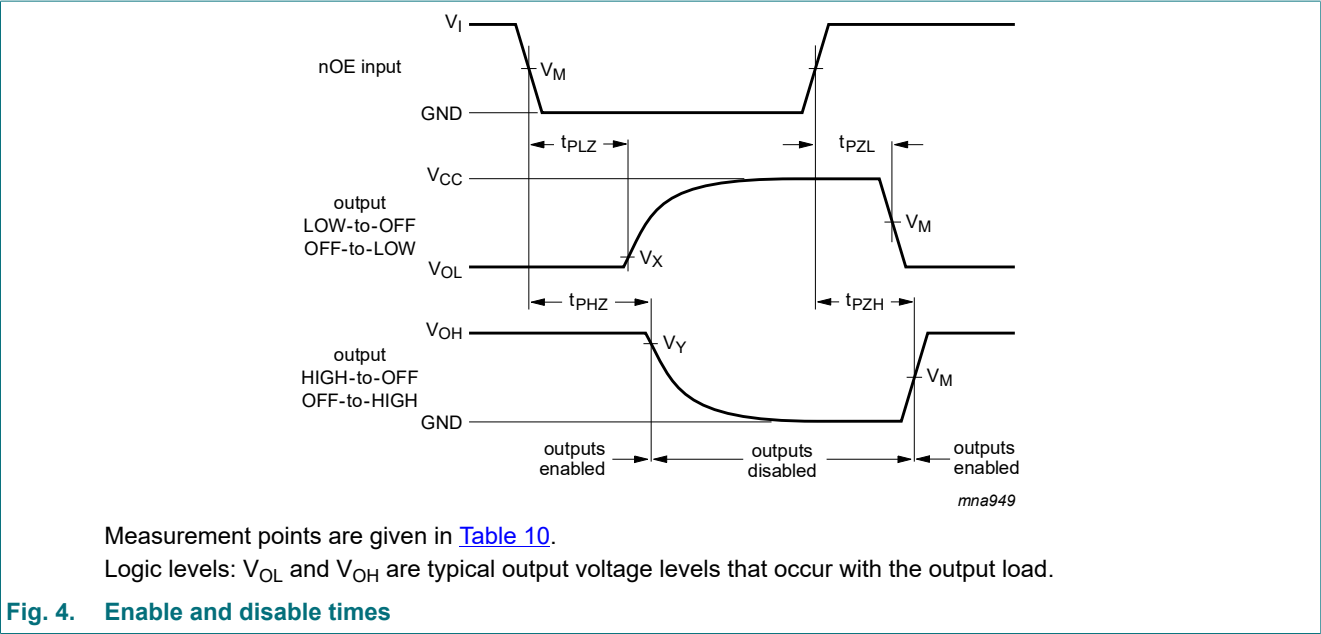 VI
nOE input
VM
GND
tPLZ
tPZL
VCC
output
LOW-to-OFF
OFF-to-LOW
VM
VX
VOL
tPHZ
tPZH
VOH
output
HIGH-to-OFF
OFF-to-HIGH
VY
VM
GND
outputs
enabled
outputs
disabled
outputs
enabled
mna949
Measurement points are given in Table 10.
Logic levels: VOL and VOH are typical output voltage levels that occur with the output load.
Fig. 4. Enable and disable times